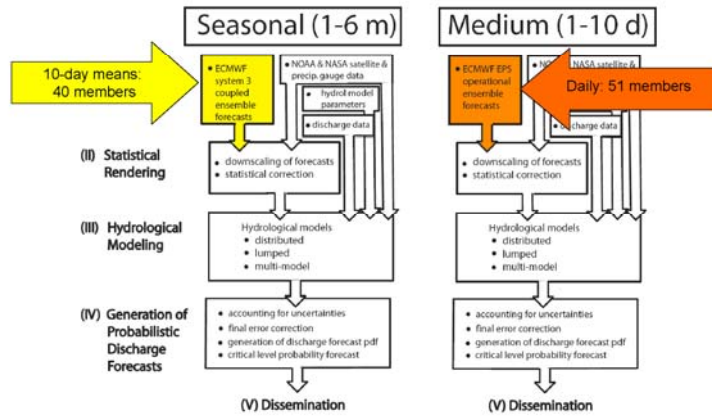 Seasonal (1-6 m)
Medium (1-10 d)
10-day means:
40 members
• ECMWF
system 3
coupled
ensemble
forecasts
• NOAA & NASA satellite &
precip. gauge data
• hydrol model
parameters
• discharge data
• ECMWF EPS
operational
ensemble
forecasts
Daily: 51 members
discharge data
(II) Statistical
Rendering
• downscaling of forecasts
• statistical correction
• downscaling of forecasts
• statistical correction
(III) Hydrological
Modeling
Hydrological models
• distributed
• lumped
• multi-model
Hydrological models
• distributed
• lumped
• multi-model
(IV) Generation of
Probabilistic
Discharge
Forecasts
• accounting for uncertainties
• final error correction
• generation of discharge forecast pdf
• critical level probability forecast
• accounting for uncertainties
• final error correction
• generation of discharge forecast pdf
• critical level probability forecast
(V) Dissemination
(V) Dissemination